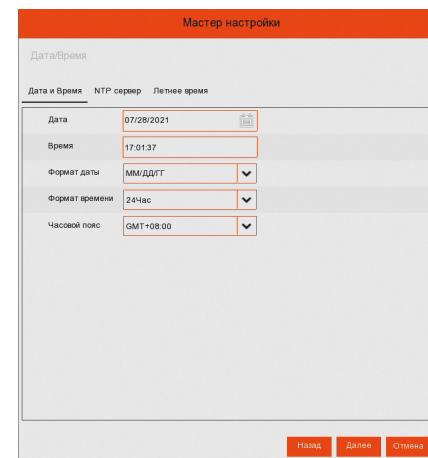 Мастер настройки
Дата/Время
Дата и Время NTP сервер Летнее время
Дата 07/28/2021
Время 17:01:37
Формат даты ММ/ДД/ГГ
Формат времени 24Час
Часовой пояс GMT+08:00
Назад Далее Отмена